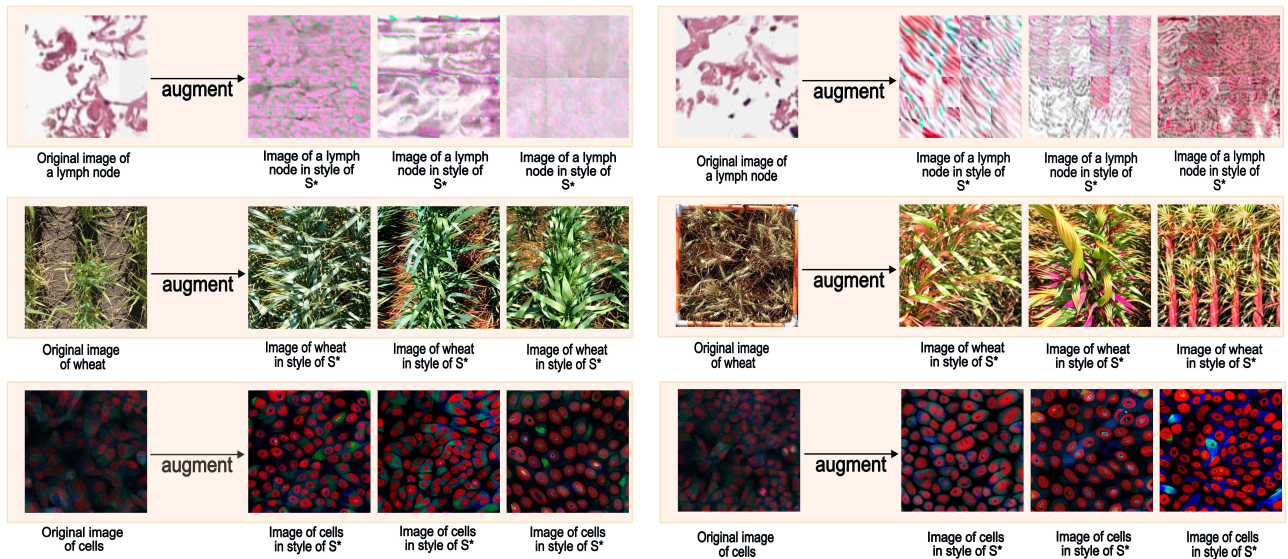 augment
Original image of
a lymph node
Image of a lymph
node in style of
S*
Image of a lymph
node in style of
S*
Image of a lymph
node in style of
S*
augment
Original image of
a lymph node
Image of a lymph
node in style of
S*
Image of a lymph
node in style of
S*
Image of a lymph
node in style of
S*
augment
Original image
of wheat
Image of wheat
in style of S*
Image of wheat
in style of S*
Image of wheat
in style of S*
augment
Original image
of wheat
Image of wheat
in style of S*
Image of wheat
in style of S*
Image of wheat
in style of S*
augment
Original image
of cells
Image of cells
in style of S*
Image of cells
in style of S*
Image of cells
in style of S*
augment
Original image
of cells
Image of cells
in style of S*
Image of cells
in style of S*
Image of cells
in style of S*